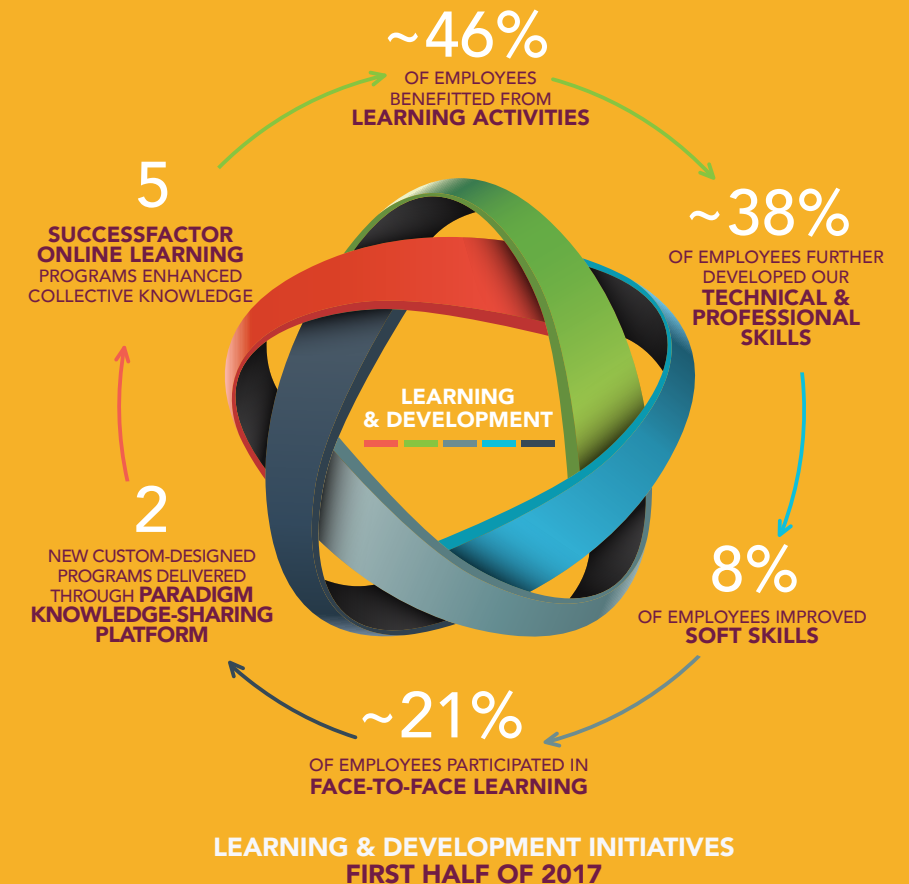 ~46%
OF EMPLOYEES
BENEFITTED FROM
LEARNING ACTIVITIES
~38%
OF EMPLOYEES FURTHER
DEVELOPED OUR
TECHNICAL &
PROFESSIONAL
SKILLS
8%
OF EMPLOYEES IMPROVED
SOFT SKILLS
~21%
OF EMPLOYEES PARTICIPATED IN
FACE-TO-FACE LEARNING
2
NEW CUSTOM-DESIGNED
PROGRAMS DELIVERED
THROUGH PARADIGM
KNOWLEDGE-SHARING
PLATFORM
5
SUCCESSFACTOR
ONLINE LEARNING
PROGRAMS ENHANCED
COLLECTIVE KNOWLEDGE
LEARNING
& DEVELOPMENT
LEARNING & DEVELOPMENT INITIATIVES
FIRST HALF OF 2017